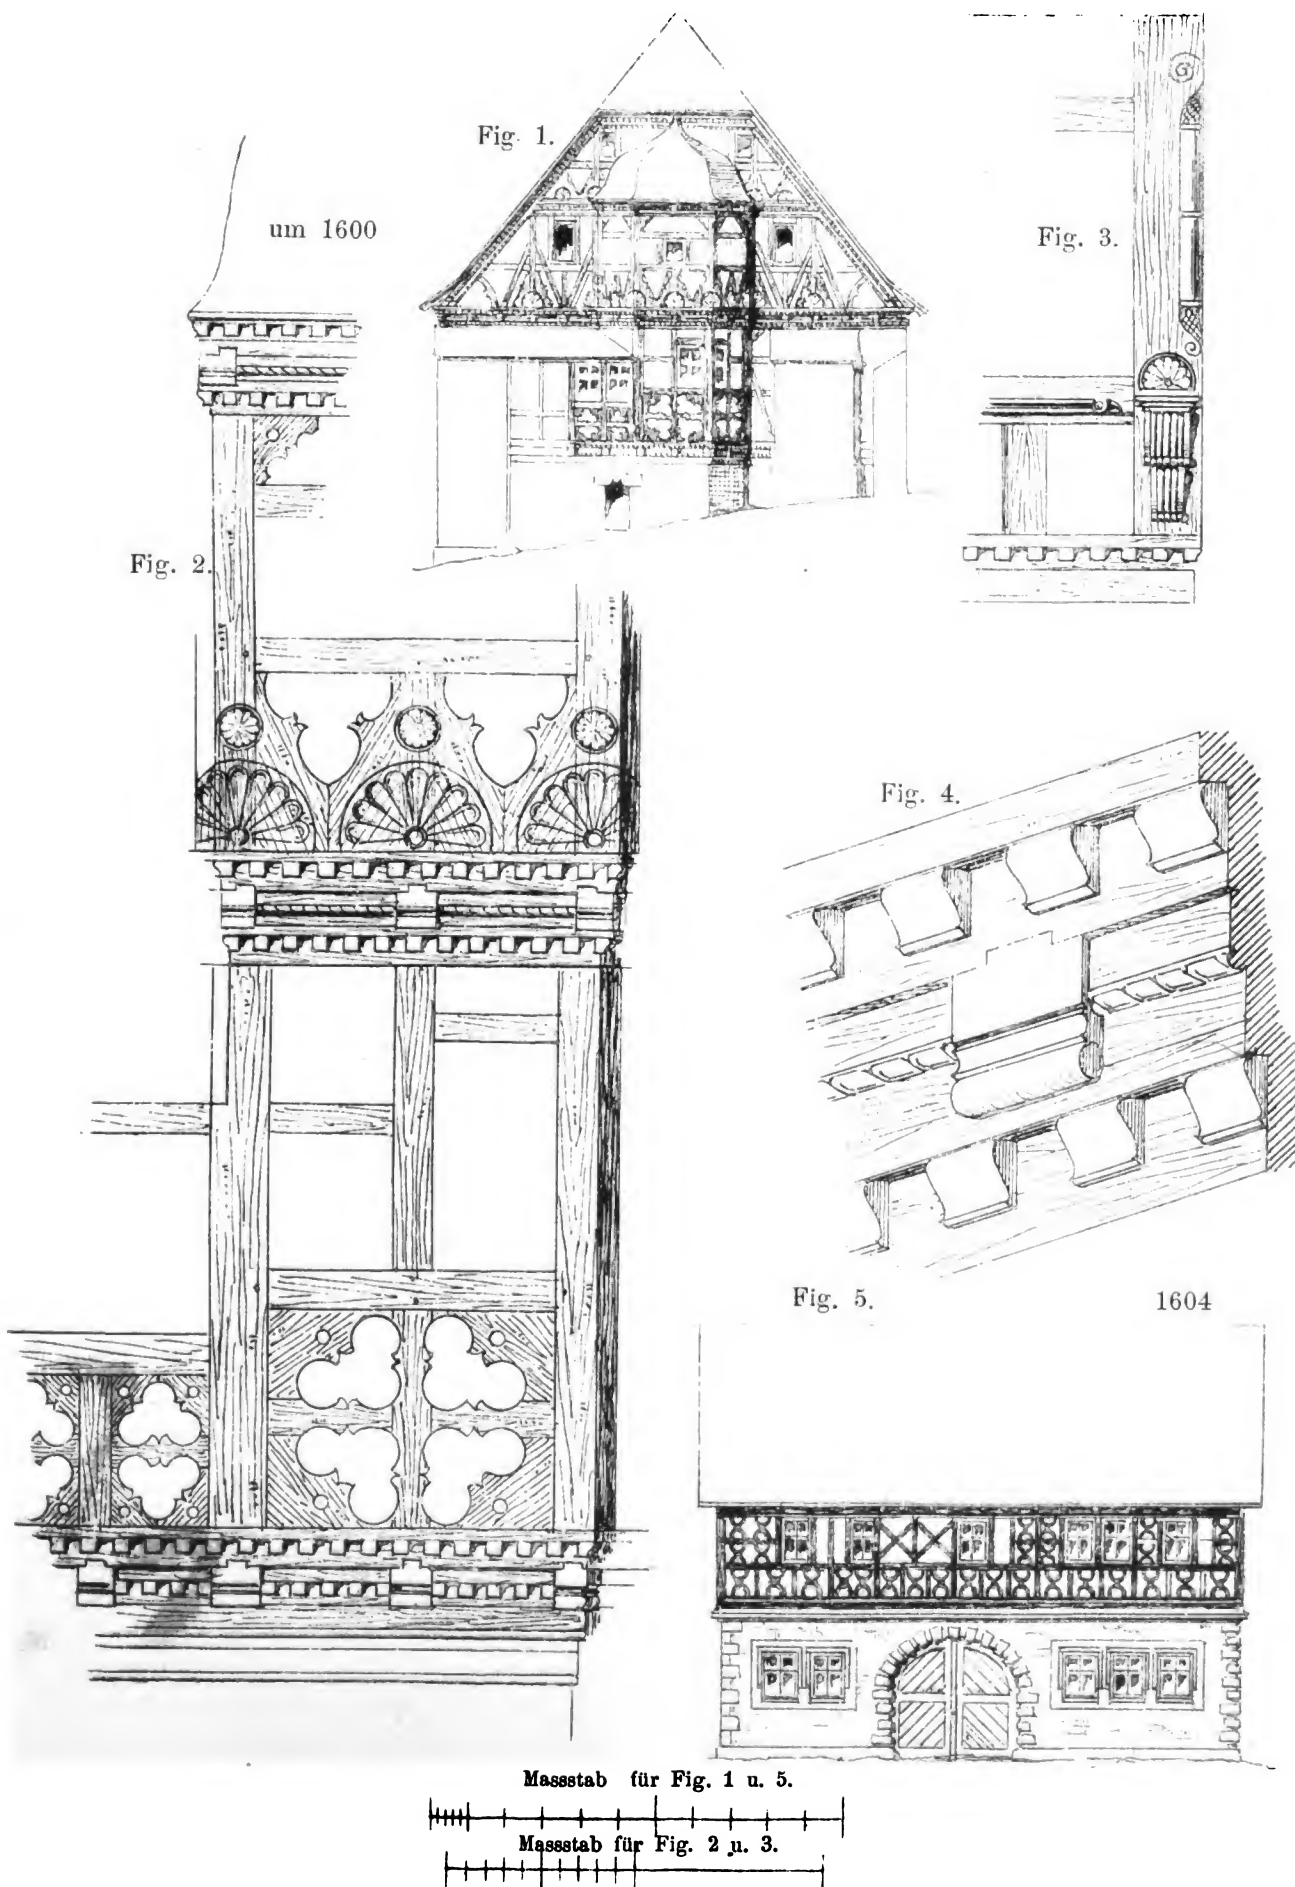 Fig. 1.
um 1600
Fig. 3.
G
Fig. 2.
Fig. 4.
Fig. 5.
1604
Massstab für Fig. 1 u. 5.
Massstab für Fig. 2 u. 3.